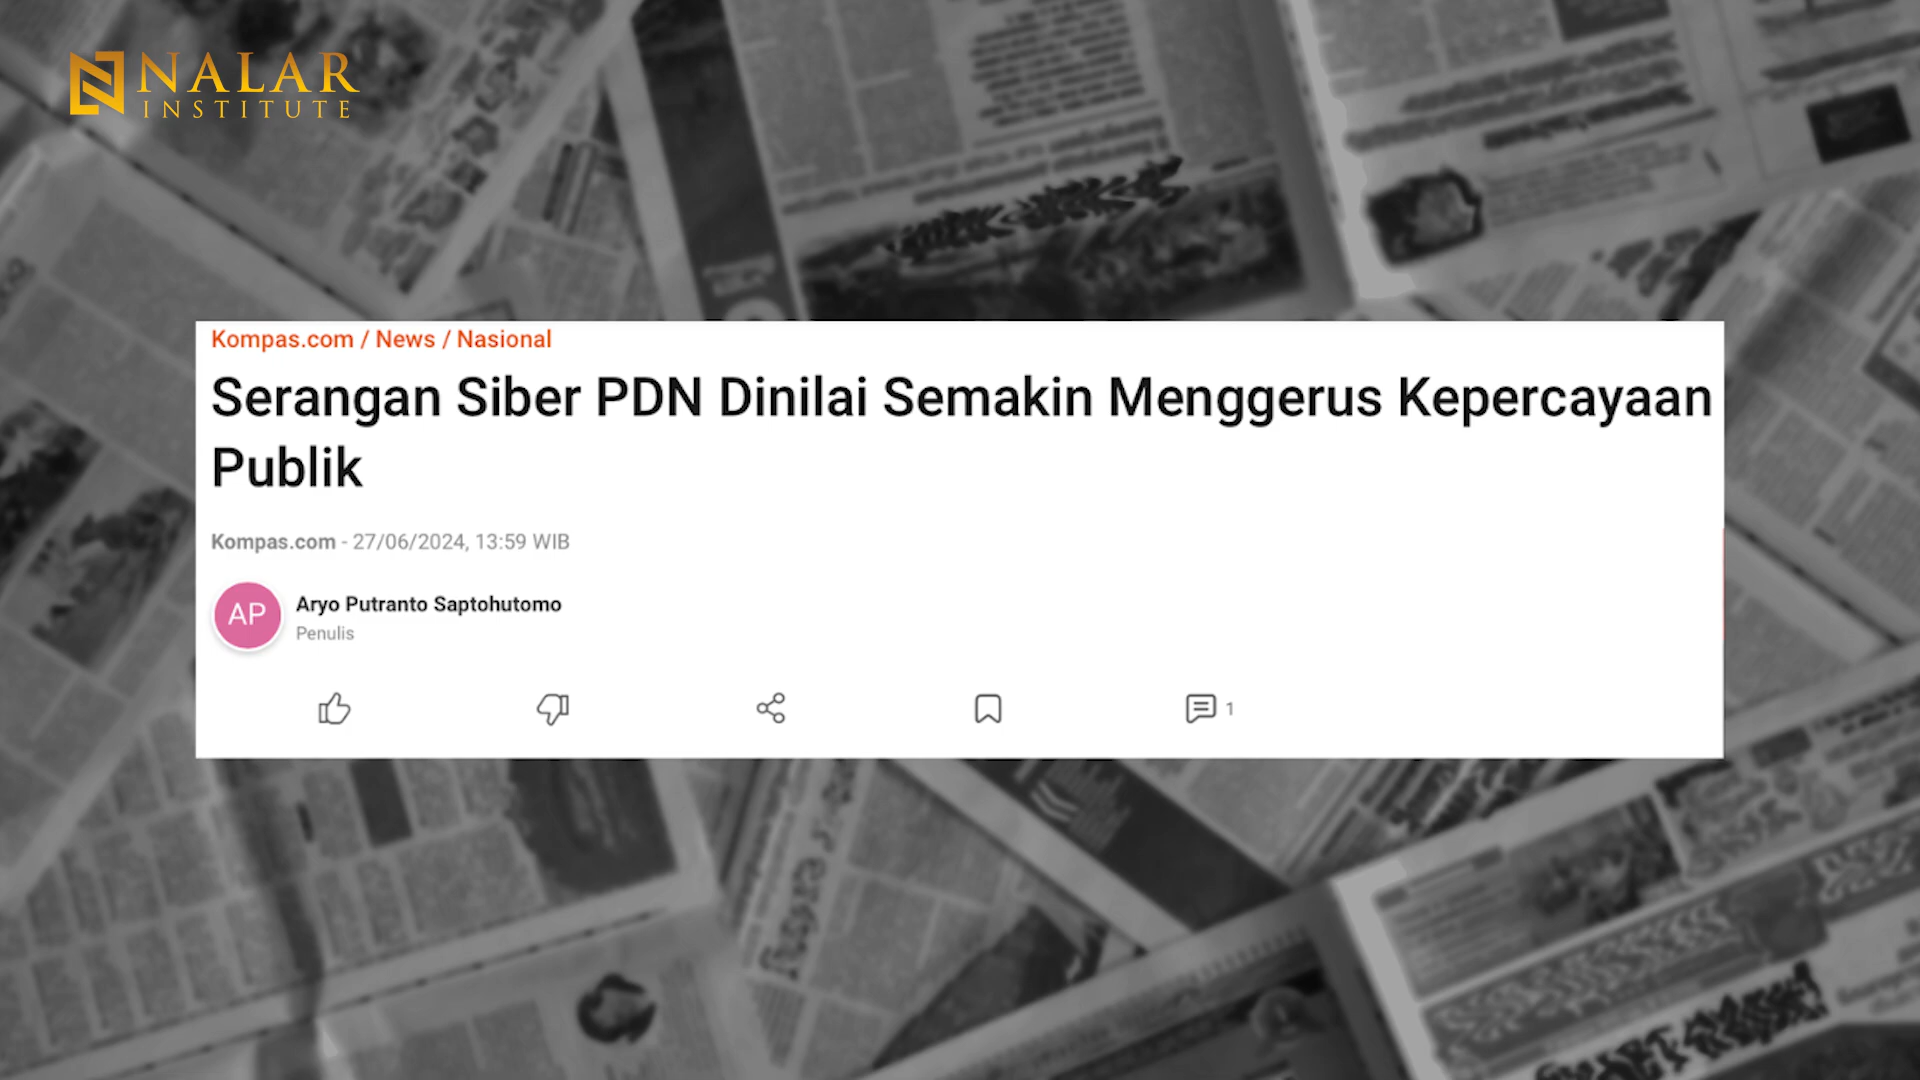 NALAR
INSTITUTE
Kompas.com / News / Nasional
Serangan Siber PDN Dinilai Semakin Menggerus Kepercayaan
Publik
Kompas.com - 27/06/2024, 13:59 WIB
AP
Aryo Putranto Saptohutomo
Penulis
1